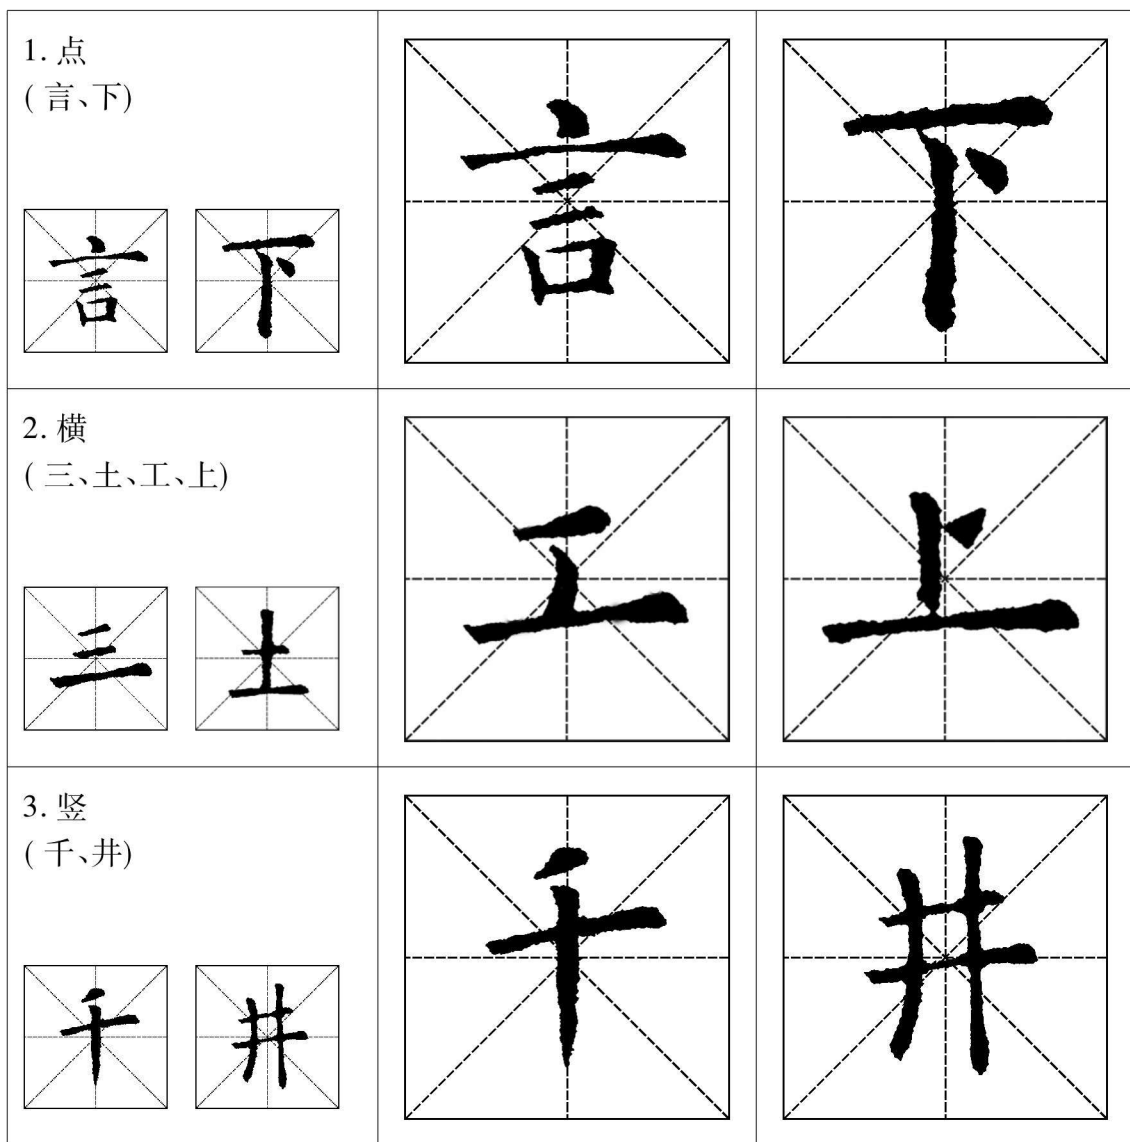 1. 点
(言、下)
言 下
言 下
2. 横
(三、土、工、上)
三 土
工 上
3. 竖
(千、井)
千 井
千 井